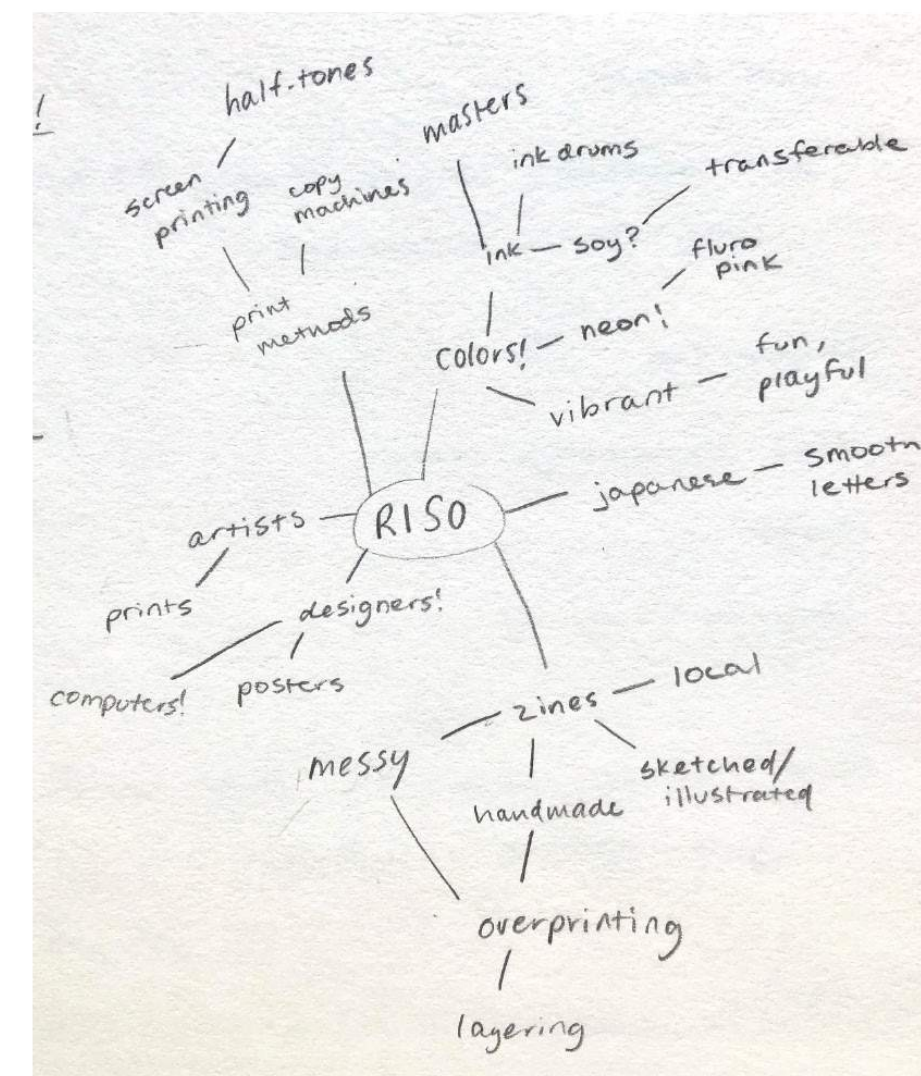 !
half-tones
masters
ink drums
transferable
screen
printing
copy
machines
ink
soy?
fluro
pink
print
methods
colors!
neon!
fun,
playful
vibrant
japanese
smooth
letters
artists
RISO
prints
designers!
computers!
posters
zines
local
messy
sketched/
illustrated
handmade
overprinting
layering